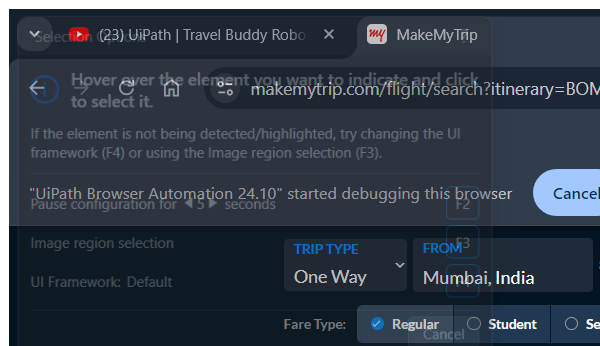 Selection Options
(23) UiPath | Travel Buddy Robo
MakeMyTrip
my
Hover over the element you want to indicate and click
to select it.
makemytrip.com/flight/search?itinerary=BOM
If the element is not being detected/highlighted, try changing the UI
framework (F4) or using the Image region selection (F3).
"UiPath Browser Automation 24.10" started debugging this browser
Cancel
Pause configuration for 5 seconds
F2
Image region selection
F3
UI Framework: Default
TRIP TYPE
One Way
FROM
Mumbai, India
Fare Type:
Regular
Student
Se
Cancel